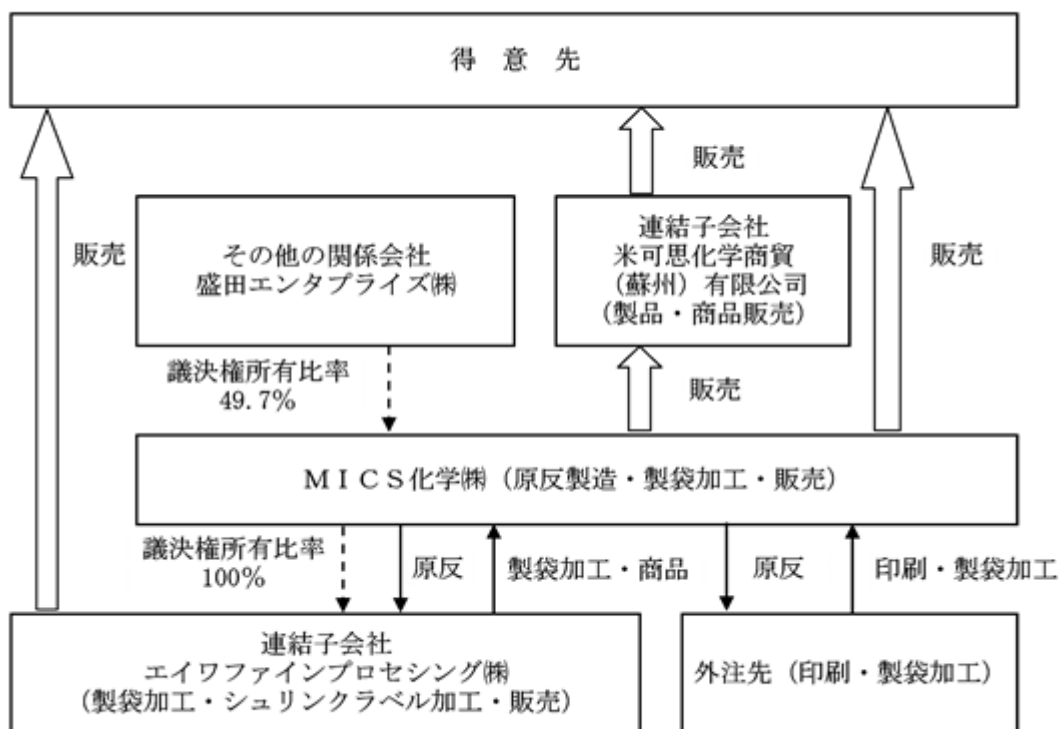 得 意 先
販売
販売
販売
その他の関係会社
盛田エンタプライズ㈱
連結子会社
米可思化学商貿
(蘇州)有限公司
(製品・商品販売)
議決権所有比率
49.7%
販売
MICS化学㈱(原反製造・製袋加工・販売)
議決権所有比率
100%
原反
製袋加工・商品
原反
印刷・製袋加工
連結子会社
エイワファインプロセシング㈱
(製袋加工・シュリンクラベル加工・販売)
外注先(印刷・製袋加工)